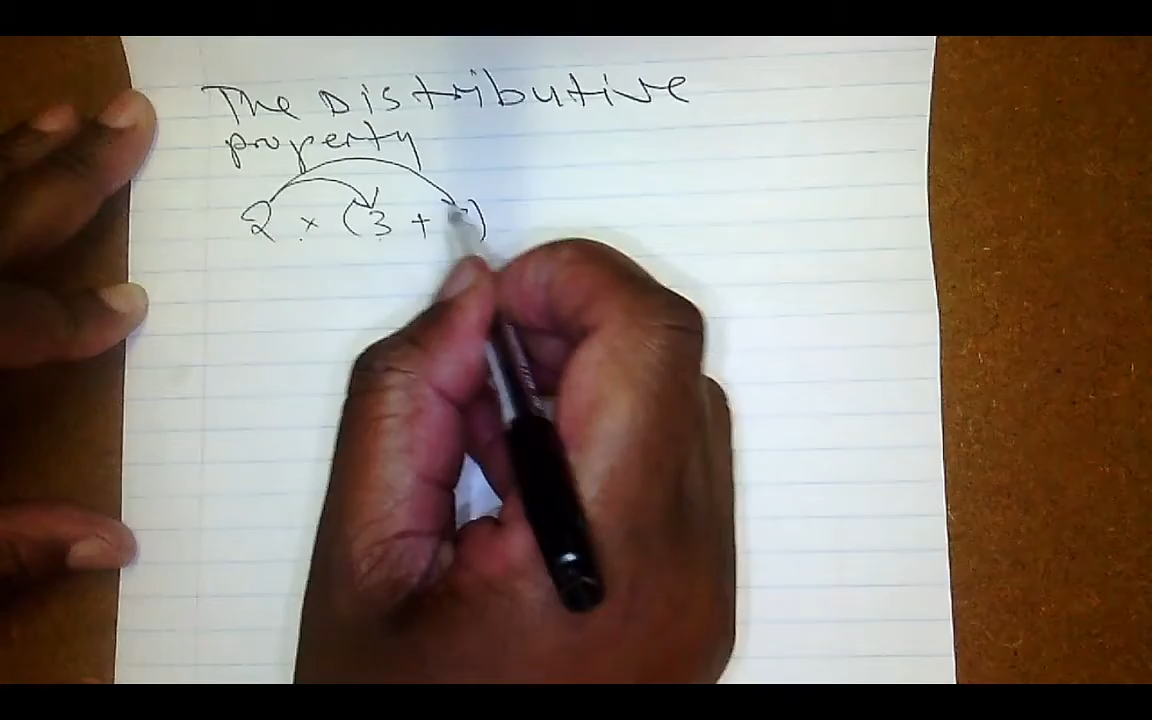 The Distributive
property
2 × (3 + )